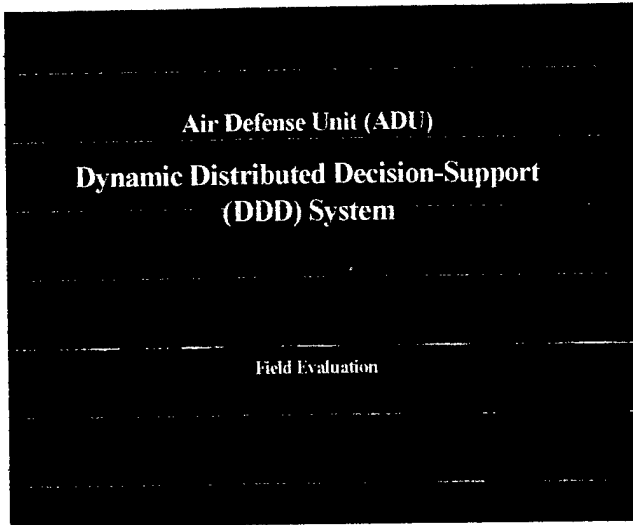 Air Defense Unit (ADU)
Dynamic Distributed Decision-Support
(DDD) System
Field Evaluation